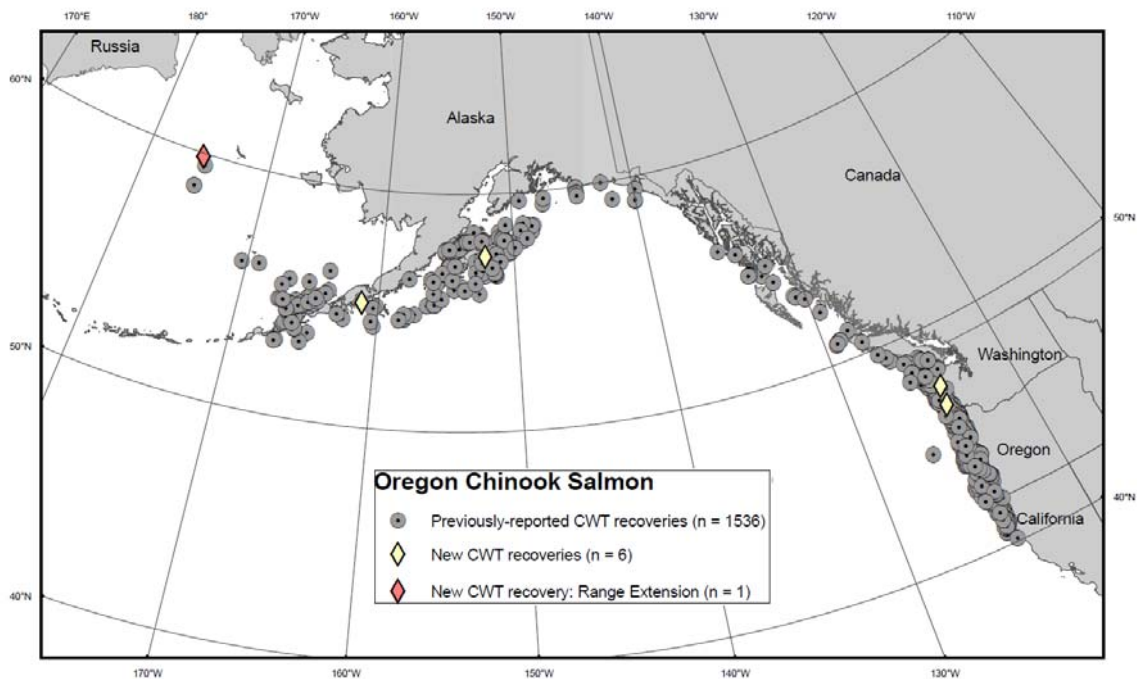 170°E 180° 170°W 160°W 150°W 140°W 130°W 120°W 110°W
Russia
60°N
Alaska
Canada
50°N
50°N
Washington
Oregon
40°N
California
Oregon Chinook Salmon
Previously-reported CWT recoveries (n = 1536)
New CWT recoveries (n = 6)
New CWT recovery: Range Extension (n = 1)
40°N
170°W 160°W 150°W 140°W 130°W